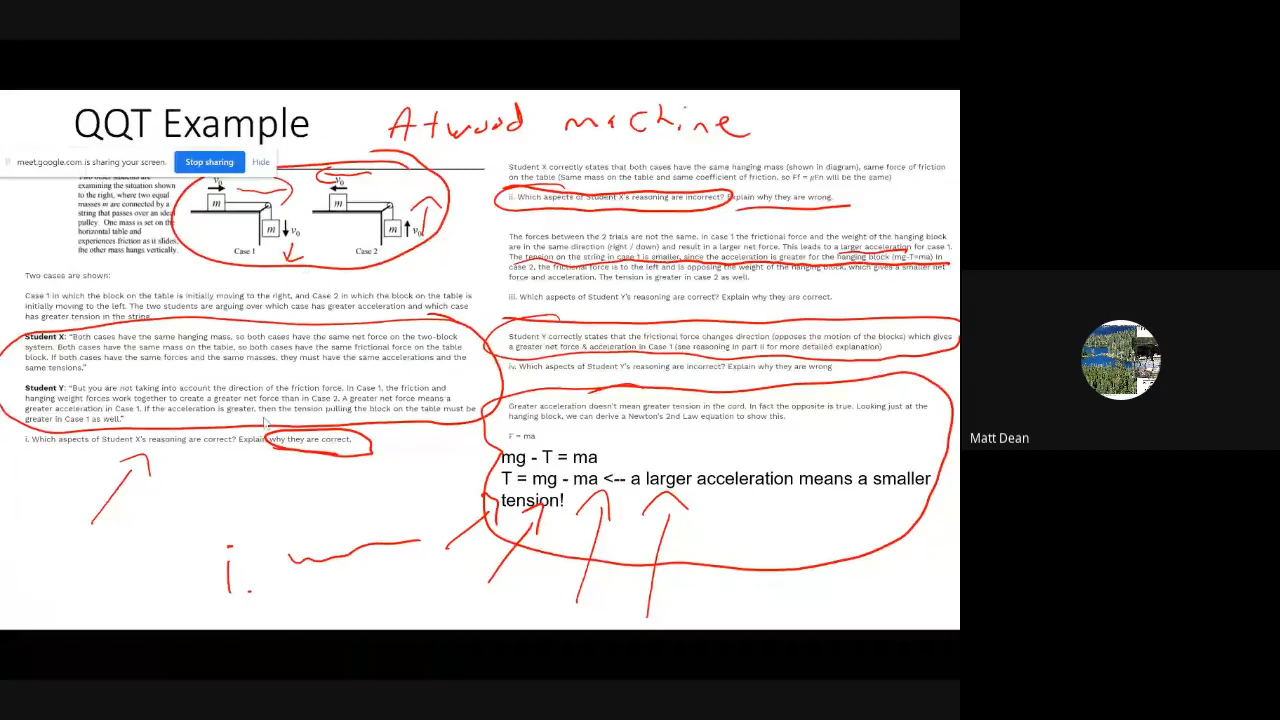 QQT Example
Atwood machine
meet.google.com is sharing your screen. Stop sharing Hide
examining the situation shown
to the right, where two equal
masses m are connected by a
string that passes over an ideal
pulley. One mass is set on the
horizontal table and
experiences friction as it slides,
the other mass hangs vertically.
v0
m
m
v0
Case 1
v0
m
m
v0
Case 2
Two cases are shown:
Case 1 in which the block on the table is initially moving to the right, and Case 2 in which the block on the table is
initially moving to the left. The two students are arguing over which case has greater acceleration and which case
has greater tension in the string.
Student X: "Both cases have the same hanging mass, so both cases have the same net force on the two-block
system. Both cases have the same mass on the table, so both cases have the same frictional force on the table
block. If both cases have the same forces and the same masses, they must have the same accelerations and the
same tensions."
Student Y: "But you are not taking into account the direction of the friction force. In Case 1, the friction and
hanging weight forces work together to create a greater net force than in Case 2. A greater net force means a
greater acceleration in Case 1. If the acceleration is greater, then the tension pulling the block on the table must be
greater in Case 1 as well."
i. Which aspects of Student X's reasoning are correct? Explain why they are correct.
i.
Student X correctly states that both cases have the same hanging mass (shown in diagram), same force of friction
on the table (Same mass on the table and same coefficient of friction, so Ff = μFn will be the same)
ii. Which aspects of Student X's reasoning are incorrect? Explain why they are wrong.
The forces between the 2 trials are not the same. In case 1 the frictional force and the weight of the hanging block
are in the same direction (right / down) and result in a larger net force. This leads to a larger acceleration for case 1.
The tension on the string in case 1 is smaller, since the acceleration is greater for the hanging block (mg-T=ma) In
case 2, the frictional force is to the left and is opposing the weight of the hanging block, which gives a smaller net
force and acceleration. The tension is greater in case 2 as well.
iii. Which aspects of Student Y's reasoning are correct? Explain why they are correct.
Student Y correctly states that the frictional force changes direction (opposes the motion of the blocks) which gives
a greater net force & acceleration in Case 1 (see reasoning in part ii for more detailed explanation)
iv. Which aspects of Student Y's reasoning are incorrect? Explain why they are wrong
Greater acceleration doesn't mean greater tension in the cord. In fact the opposite is true. Looking just at the
hanging block, we can derive a Newton's 2nd Law equation to show this.
F = ma
mg - T = ma
T = mg - ma <-- a larger acceleration means a smaller
tension!
Matt Dean